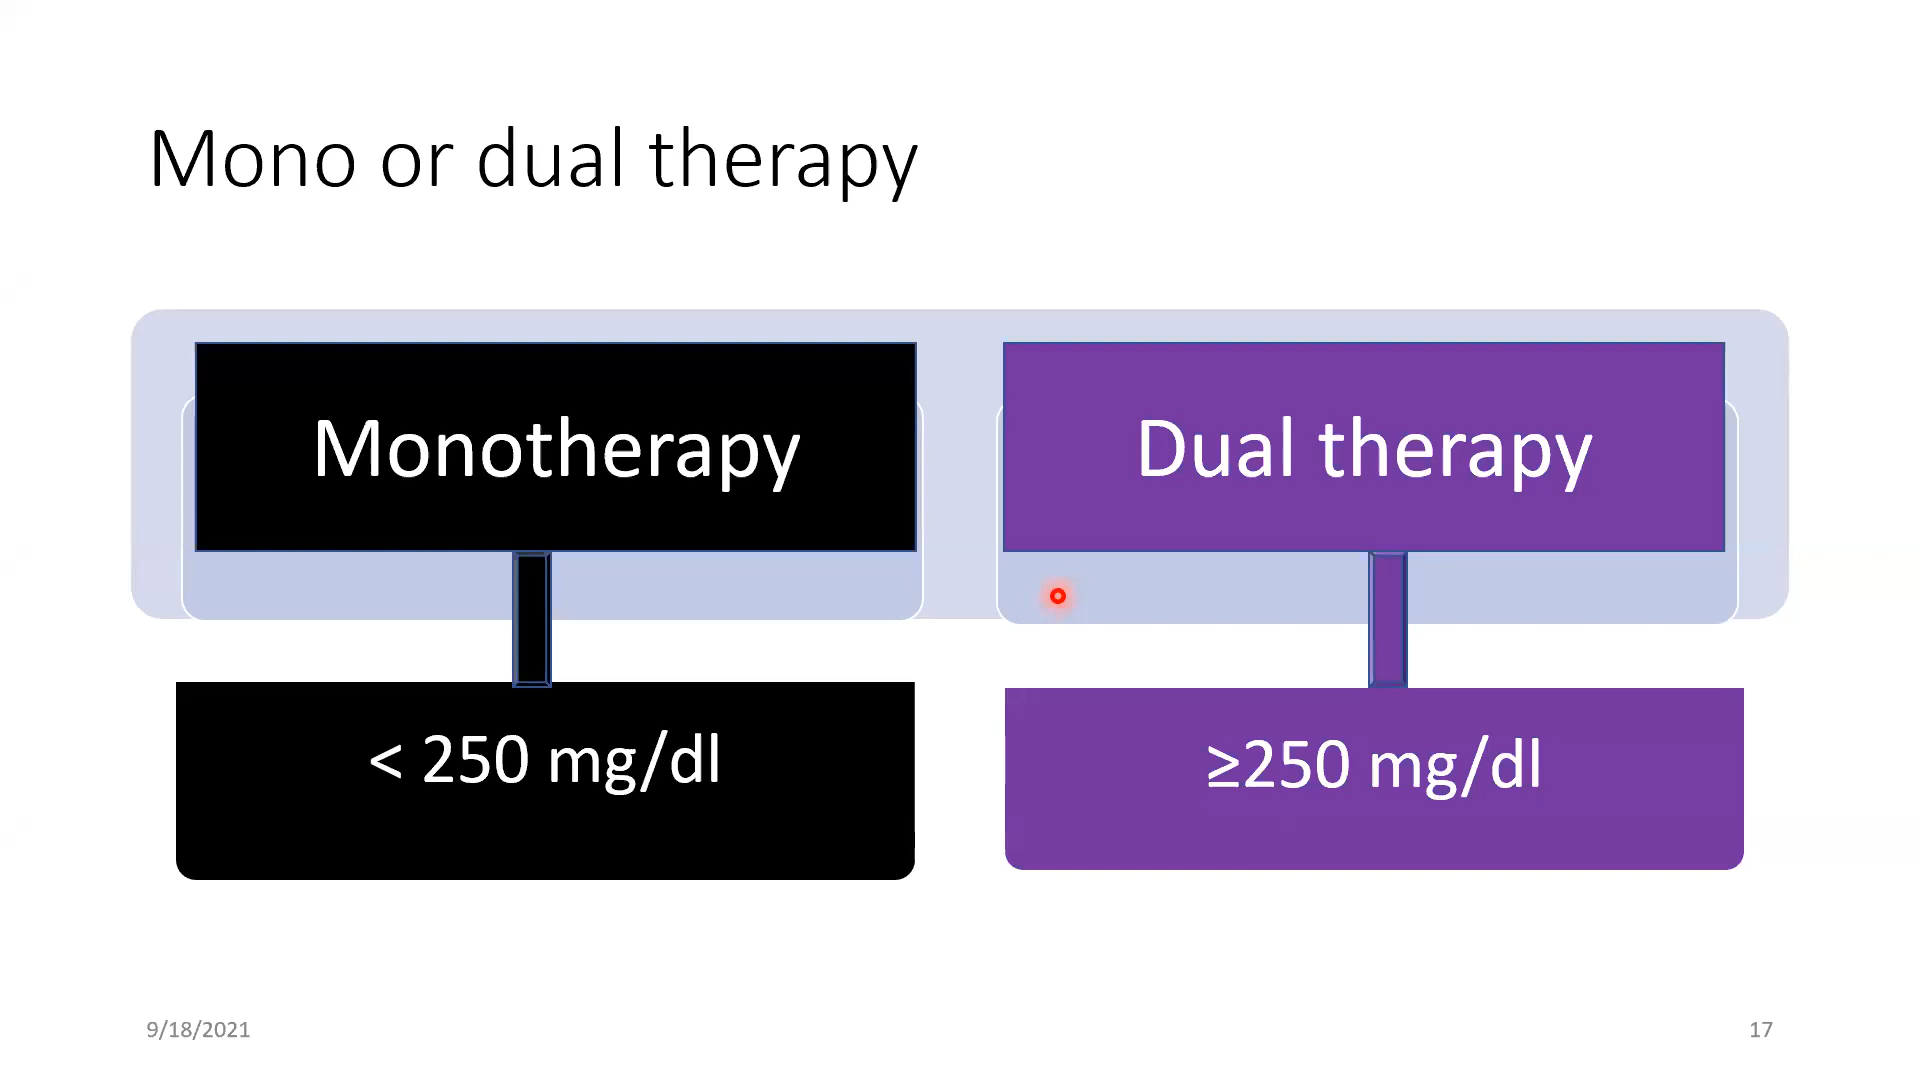 Mono or dual therapy
Monotherapy
Dual therapy
< 250 mg/dl
≥250 mg/dl
9/18/2021
17